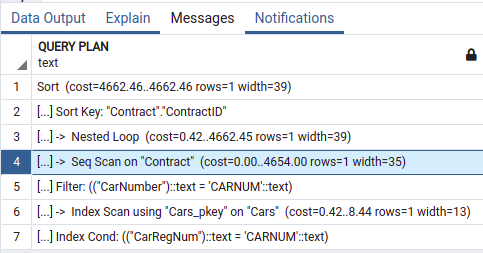 Data Output Explain Messages Notifications
QUERY PLAN
text
1 Sort (cost=4662.46..4662.46 rows=1 width=39)
2 [...] Sort Key: "Contract"."ContractID"
3 [...] -> Nested Loop (cost=0.42..4662.45 rows=1 width=39)
4 [...] -> Seq Scan on "Contract" (cost=0.00..4654.00 rows=1 width=35)
5 [...] Filter: (("CarNumber")::text = 'CARNUM'::text)
6 [...] -> Index Scan using "Cars_pkey" on "Cars" (cost=0.42..8.44 rows=1 width=13)
7 [...] Index Cond: (("CarRegNum")::text = 'CARNUM'::text)